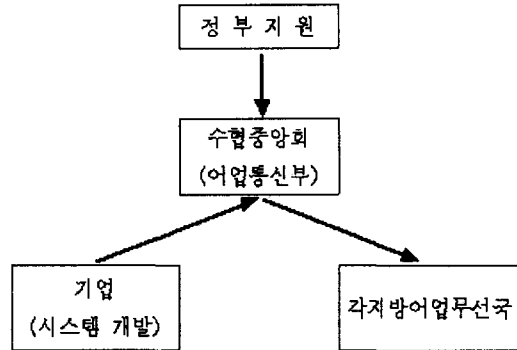 정 부 지 원
수협중앙회
(어업통신부)
기업
(시스템 개발)
각지방어업무선국